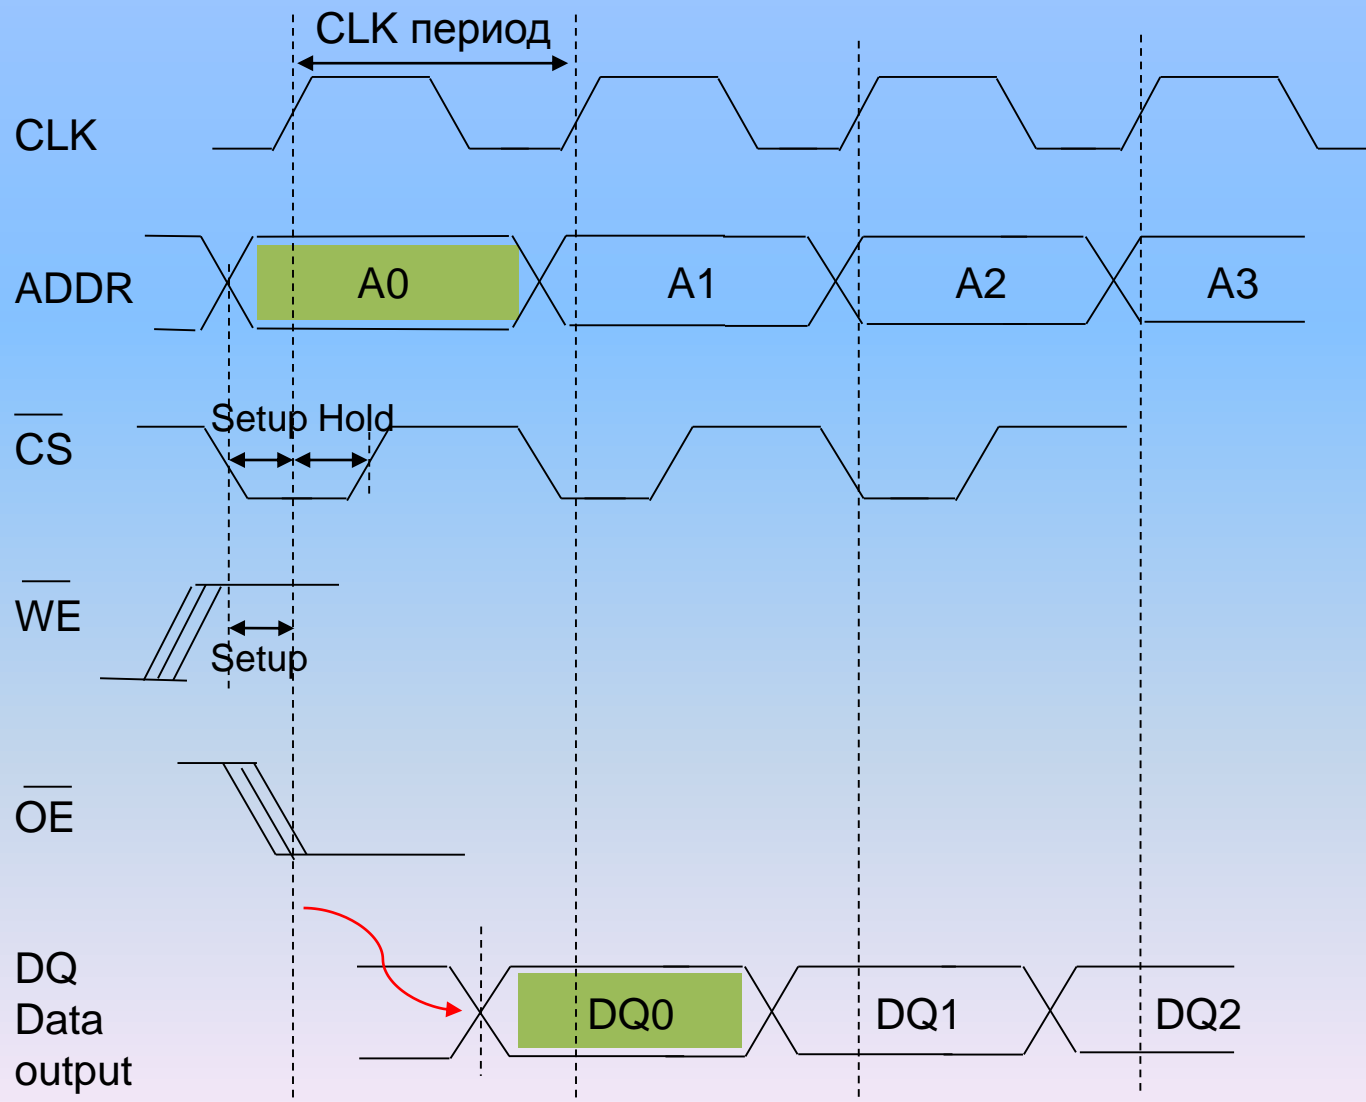 CLK период
CLK
ADDR
A0
A1
A2
A3
Setup Hold
CS
WE
Setup
OE
DQ
Data
output
DQ0
DQ1
DQ2